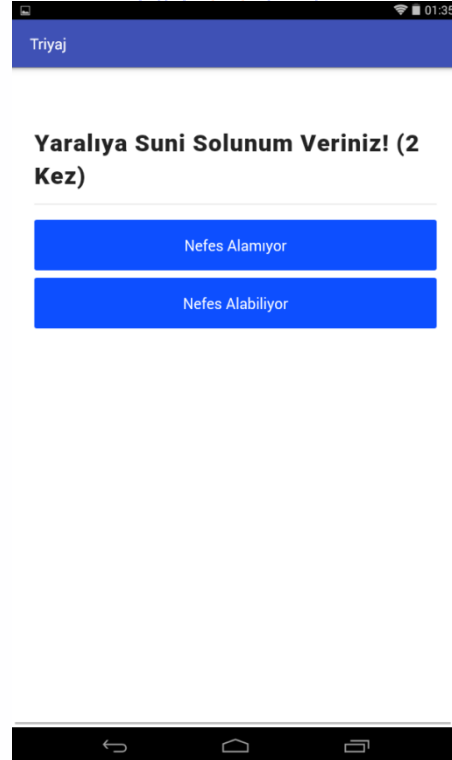 01:35
Triyaj
Yaralıya Suni Solunum Veriniz! (2
Kez)
Nefes Alamıyor
Nefes Alabiliyor